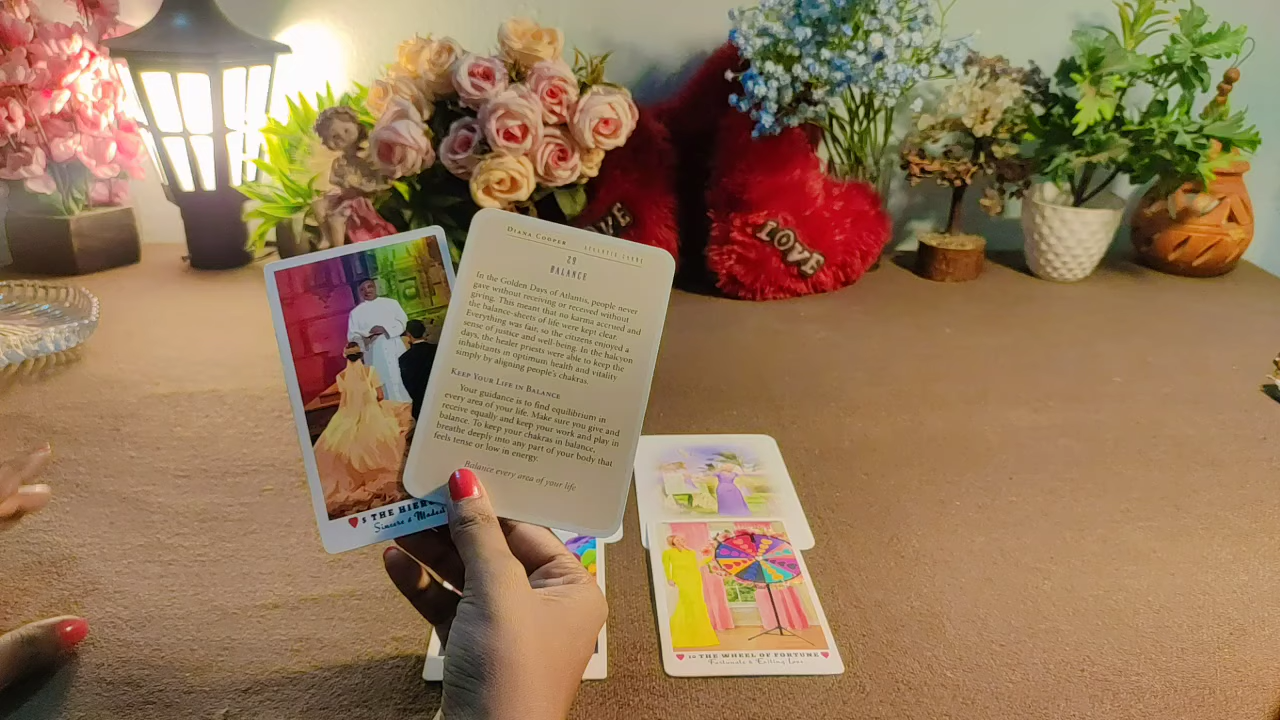 LOVE
LOVE
DIANA COOPER ATLANTIS CARDS
29
BALANCE
In the Golden Days of Atlantis, people never
gave without receiving or received without
giving. This meant that no karma accrued and
the balance-sheets of life were kept clear.
Everything was fair, so the citizens enjoyed a
sense of justice and well-being. In the halcyon
days, the healer priests were able to keep the
inhabitants in optimum health and vitality
simply by aligning people's chakras.
KEEP YOUR LIFE IN BALANCE
Your guidance is to find equilibrium in
every area of your life. Make sure you give and
receive equally and keep your work and play in
balance. To keep your chakras in balance,
breathe deeply into any part of your body that
feels tense or low in energy.
Balance every area of your life
5 THE HIER
Sincere & Modest
10 THE WHEEL OF FORTUNE
Fortunate & Exciting Love